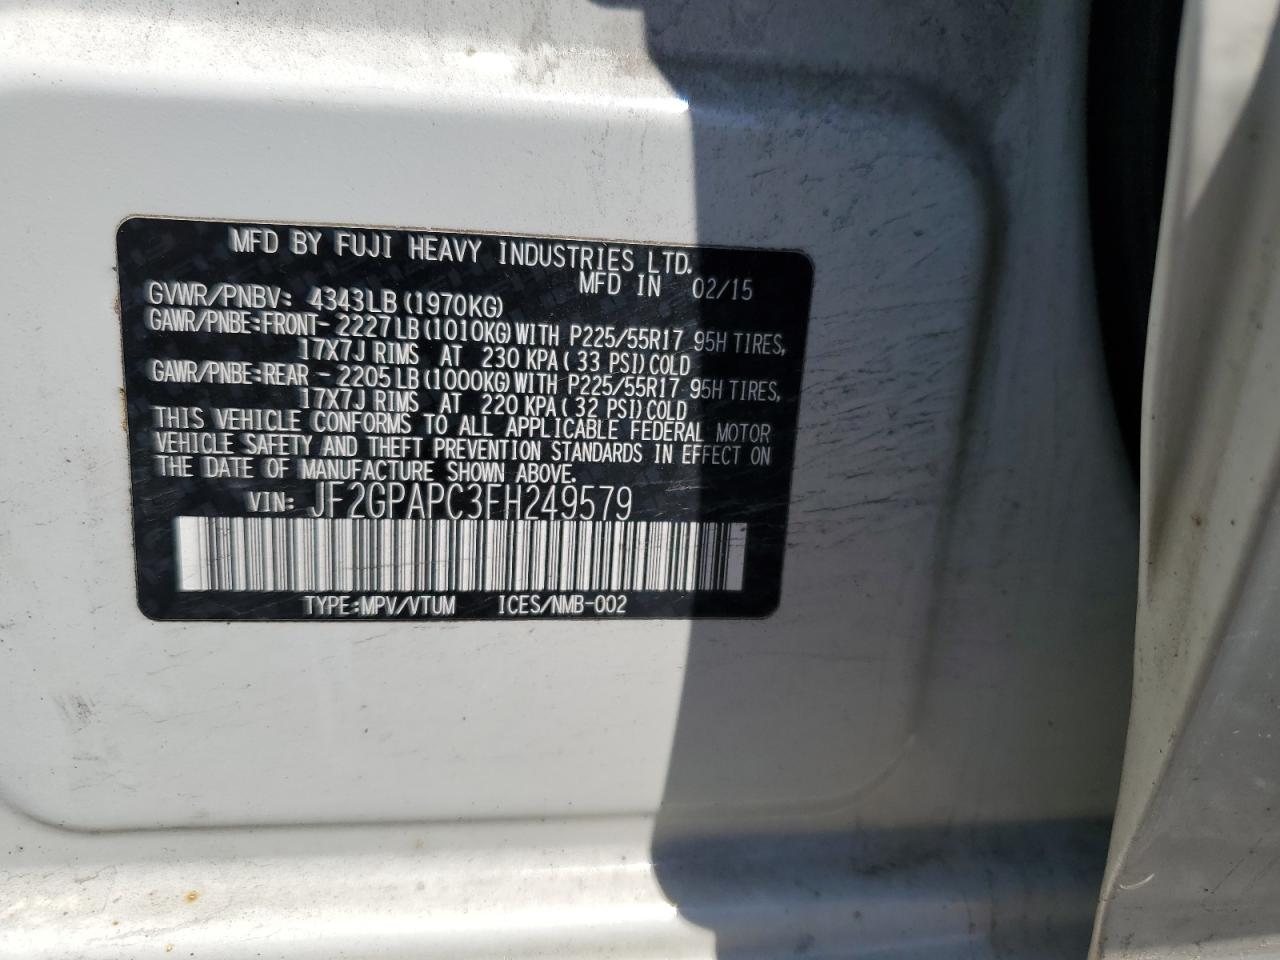 MFD BY FUJI HEAVY INDUSTRIES LTD.
MFD IN 02/15
GVWR/PNBV: 4343LB (1970KG)
GAWR/PNBE:FRONT-2227LB(1010KG)WITH P225/55R17 95H TIRES,
17X7J RIMS AT 230 KPA( 33 PSI)COLD
GAWR/PNBE:REAR -2205LB(1000KG)WITH P225/55R17 95H TIRES,
17X7J RIMS AT 220 KPA( 32 PSI)COLD
THIS VEHICLE CONFORMS TO ALL APPLICABLE FEDERAL MOTOR
VEHICLE SAFETY AND THEFT PREVENTION STANDARDS IN EFFECT ON
THE DATE OF MANUFACTURE SHOWN ABOVE.
VIN: JF2GPAPC3FH249579
TYPE:MPV/VTUM ICES/NMB-002